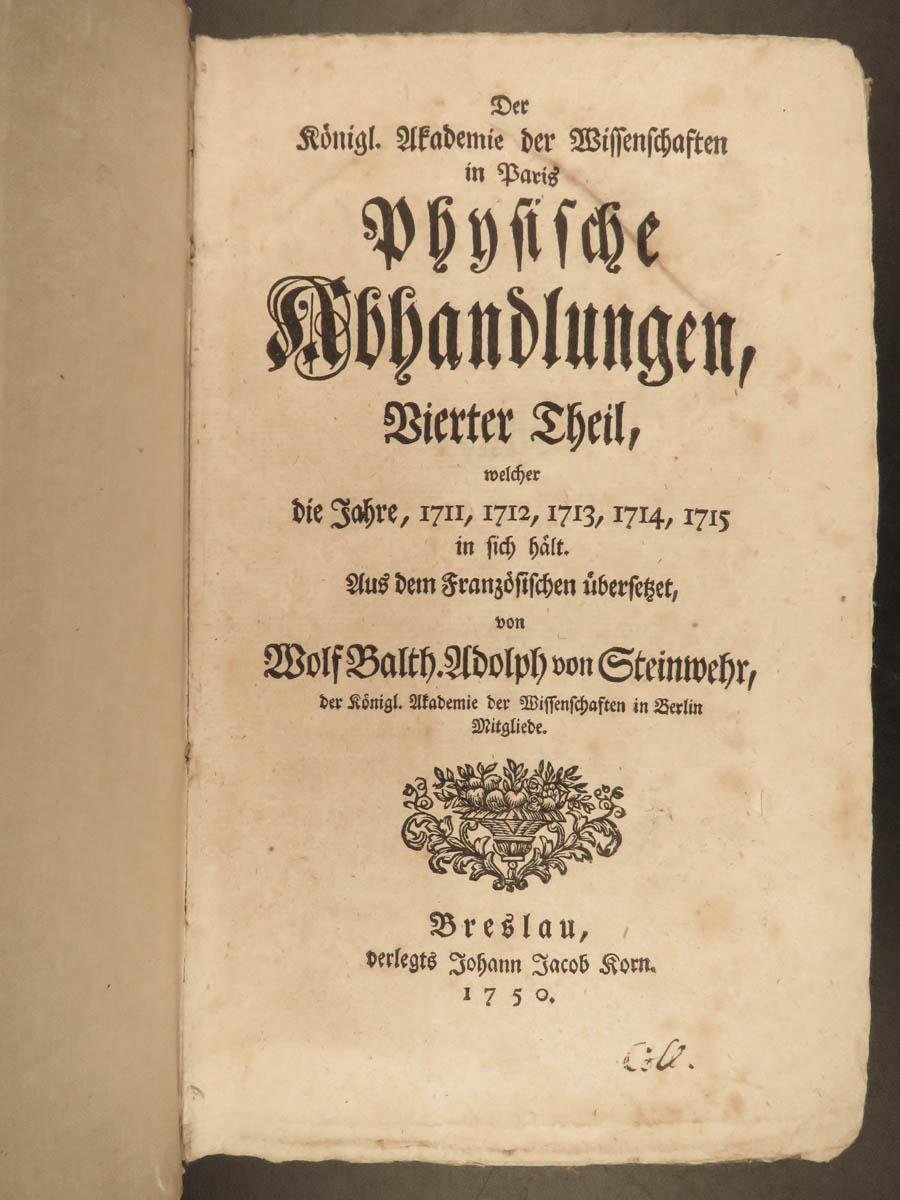 Der
Königl. Akademie der Wissenschaften
in Paris
Physische
Abhandlungen,
Vierter Theil,
welcher
die Jahre, 1711, 1712, 1713, 1714, 1715
in sich hält.
Aus dem Französischen übersetzet,
von
Wolf Balth. Adolph von Steinwehr,
der Königl. Akademie der Wissenschaften in Berlin
Mitgliede.
Breslau,
verlegts Johann Jacob Korn.
1750.
Coll.